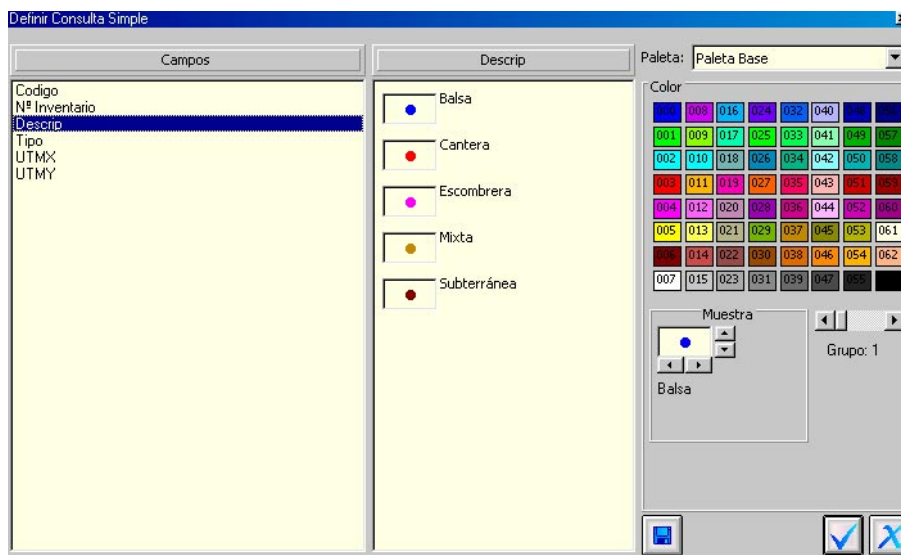 Definir Consulta Simple
Campos
Codigo
Nº Inventario
Descrip
Tipo
UTMX
UTMY
Descrip
Balsa
Cantera
Escombrera
Mixta
Subterránea
Paleta: Paleta Base
Color
008 016 024 032 040
001 009 017 025 033 041 049 057
002 010 018 026 034 042 050 058
003 011 019 027 035 043 051 059
004 012 020 028 036 044 052 060
005 013 021 029 037 045 053 061
006 014 022 030 038 046 054 062
007 015 023 031 039 047 055
Muestra
Balsa
Grupo: 1